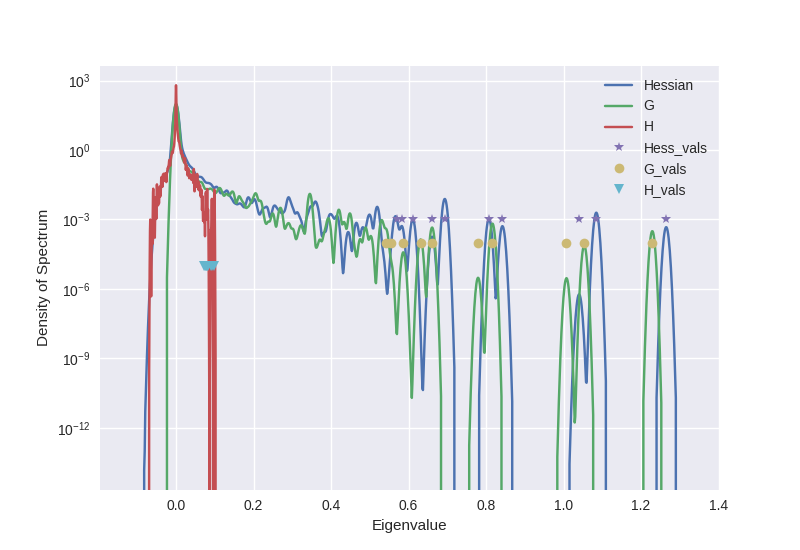 10³
10⁰
10⁻³
10⁻⁶
10⁻⁹
10⁻¹²
Density of Spectrum
Hessian
G
H
Hess_vals
G_vals
H_vals
0.0 0.2 0.4 0.6 0.8 1.0 1.2 1.4
Eigenvalue